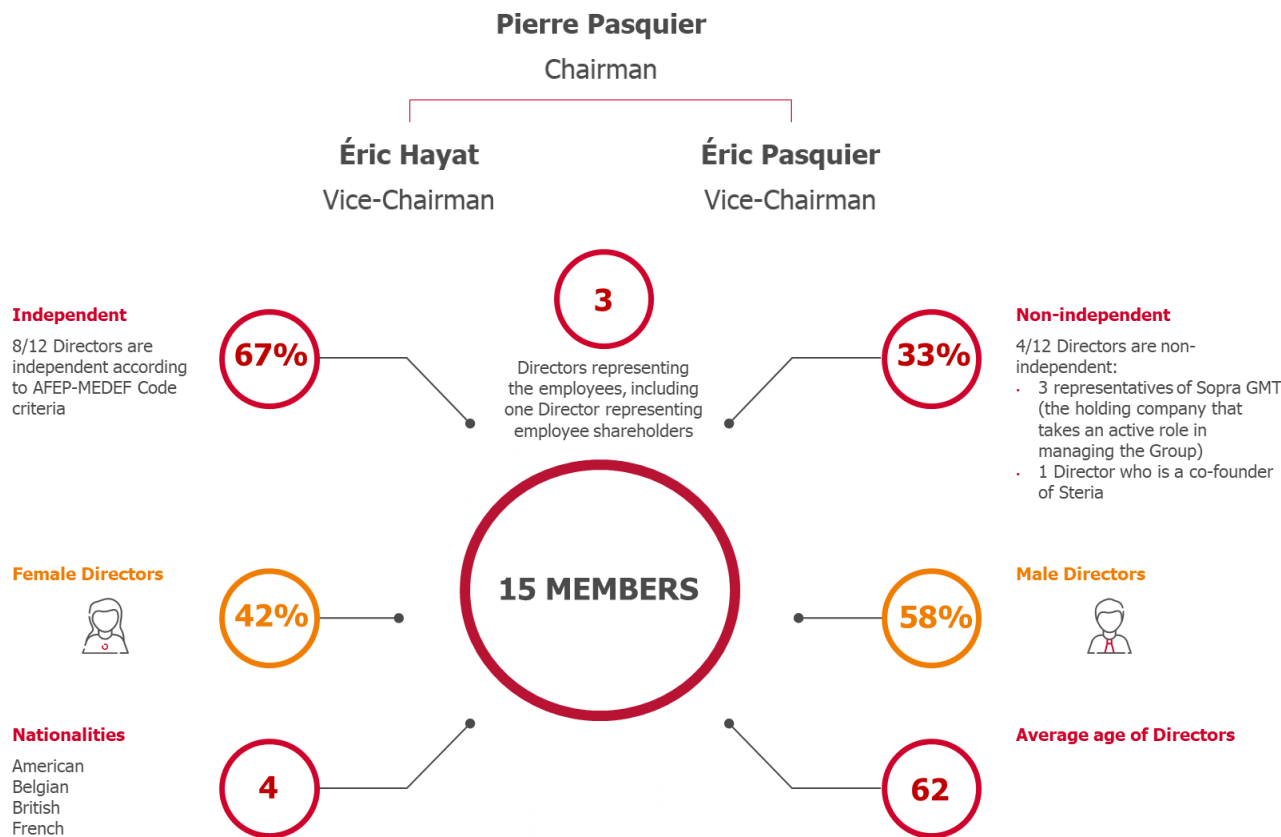 Pierre Pasquier
Chairman
Éric Hayat
Vice-Chairman
Éric Pasquier
Vice-Chairman
3
Directors representing
the employees, including
one Director representing
employee shareholders
Independent
8/12 Directors are
independent according
to AFEP-MEDEF Code
criteria
67%
33%
Non-independent
4/12 Directors are non-
independent:
· 3 representatives of Sopra GMT
(the holding company that
takes an active role in
managing the Group)
· 1 Director who is a co-founder
of Steria
15 MEMBERS
Female Directors
42%
58%
Male Directors
Nationalities
American
Belgian
British
French
4
62
Average age of Directors